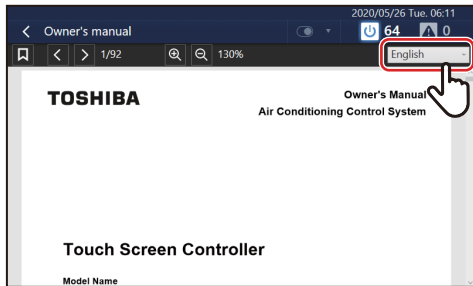 2020/05/26 Tue. 06:11
Owner's manual
64
0
1/92
130%
English
TOSHIBA
Owner's Manual
Air Conditioning Control System
Touch Screen Controller
Model Name